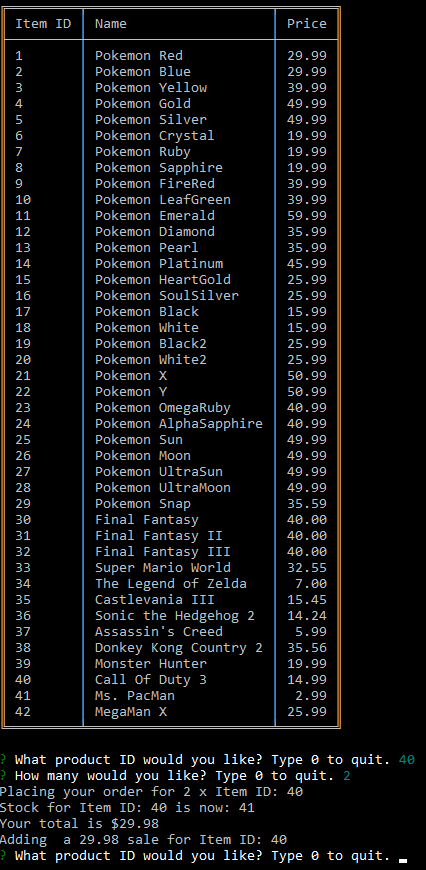 Item ID Name Price
1 Pokemon Red 29.99
2 Pokemon Blue 29.99
3 Pokemon Yellow 39.99
4 Pokemon Gold 49.99
5 Pokemon Silver 49.99
6 Pokemon Crystal 19.99
7 Pokemon Ruby 19.99
8 Pokemon Sapphire 19.99
9 Pokemon FireRed 39.99
10 Pokemon LeafGreen 39.99
11 Pokemon Emerald 59.99
12 Pokemon Diamond 35.99
13 Pokemon Pearl 35.99
14 Pokemon Platinum 45.99
15 Pokemon HeartGold 25.99
16 Pokemon SoulSilver 25.99
17 Pokemon Black 15.99
18 Pokemon White 15.99
19 Pokemon Black2 25.99
20 Pokemon White2 25.99
21 Pokemon X 50.99
22 Pokemon Y 50.99
23 Pokemon OmegaRuby 40.99
24 Pokemon AlphaSapphire 40.99
25 Pokemon Sun 49.99
26 Pokemon Moon 49.99
27 Pokemon UltraSun 49.99
28 Pokemon UltraMoon 49.99
29 Pokemon Snap 35.59
30 Final Fantasy 40.00
31 Final Fantasy II 40.00
32 Final Fantasy III 40.00
33 Super Mario World 32.55
34 The Legend of Zelda 7.00
35 Castlevania III 15.45
36 Sonic the Hedgehog 2 14.24
37 Assassin's Creed 5.99
38 Donkey Kong Country 2 35.56
39 Monster Hunter 19.99
40 Call Of Duty 3 14.99
41 Ms. PacMan 2.99
42 MegaMan X 25.99
? What product ID would you like? Type 0 to quit. 40
? How many would you like? Type 0 to quit. 2
Placing your order for 2 x Item ID: 40
Stock for Item ID: 40 is now: 41
Your total is $29.98
Adding  a 29.98 sale for Item ID: 40
? What product ID would you like? Type 0 to quit.